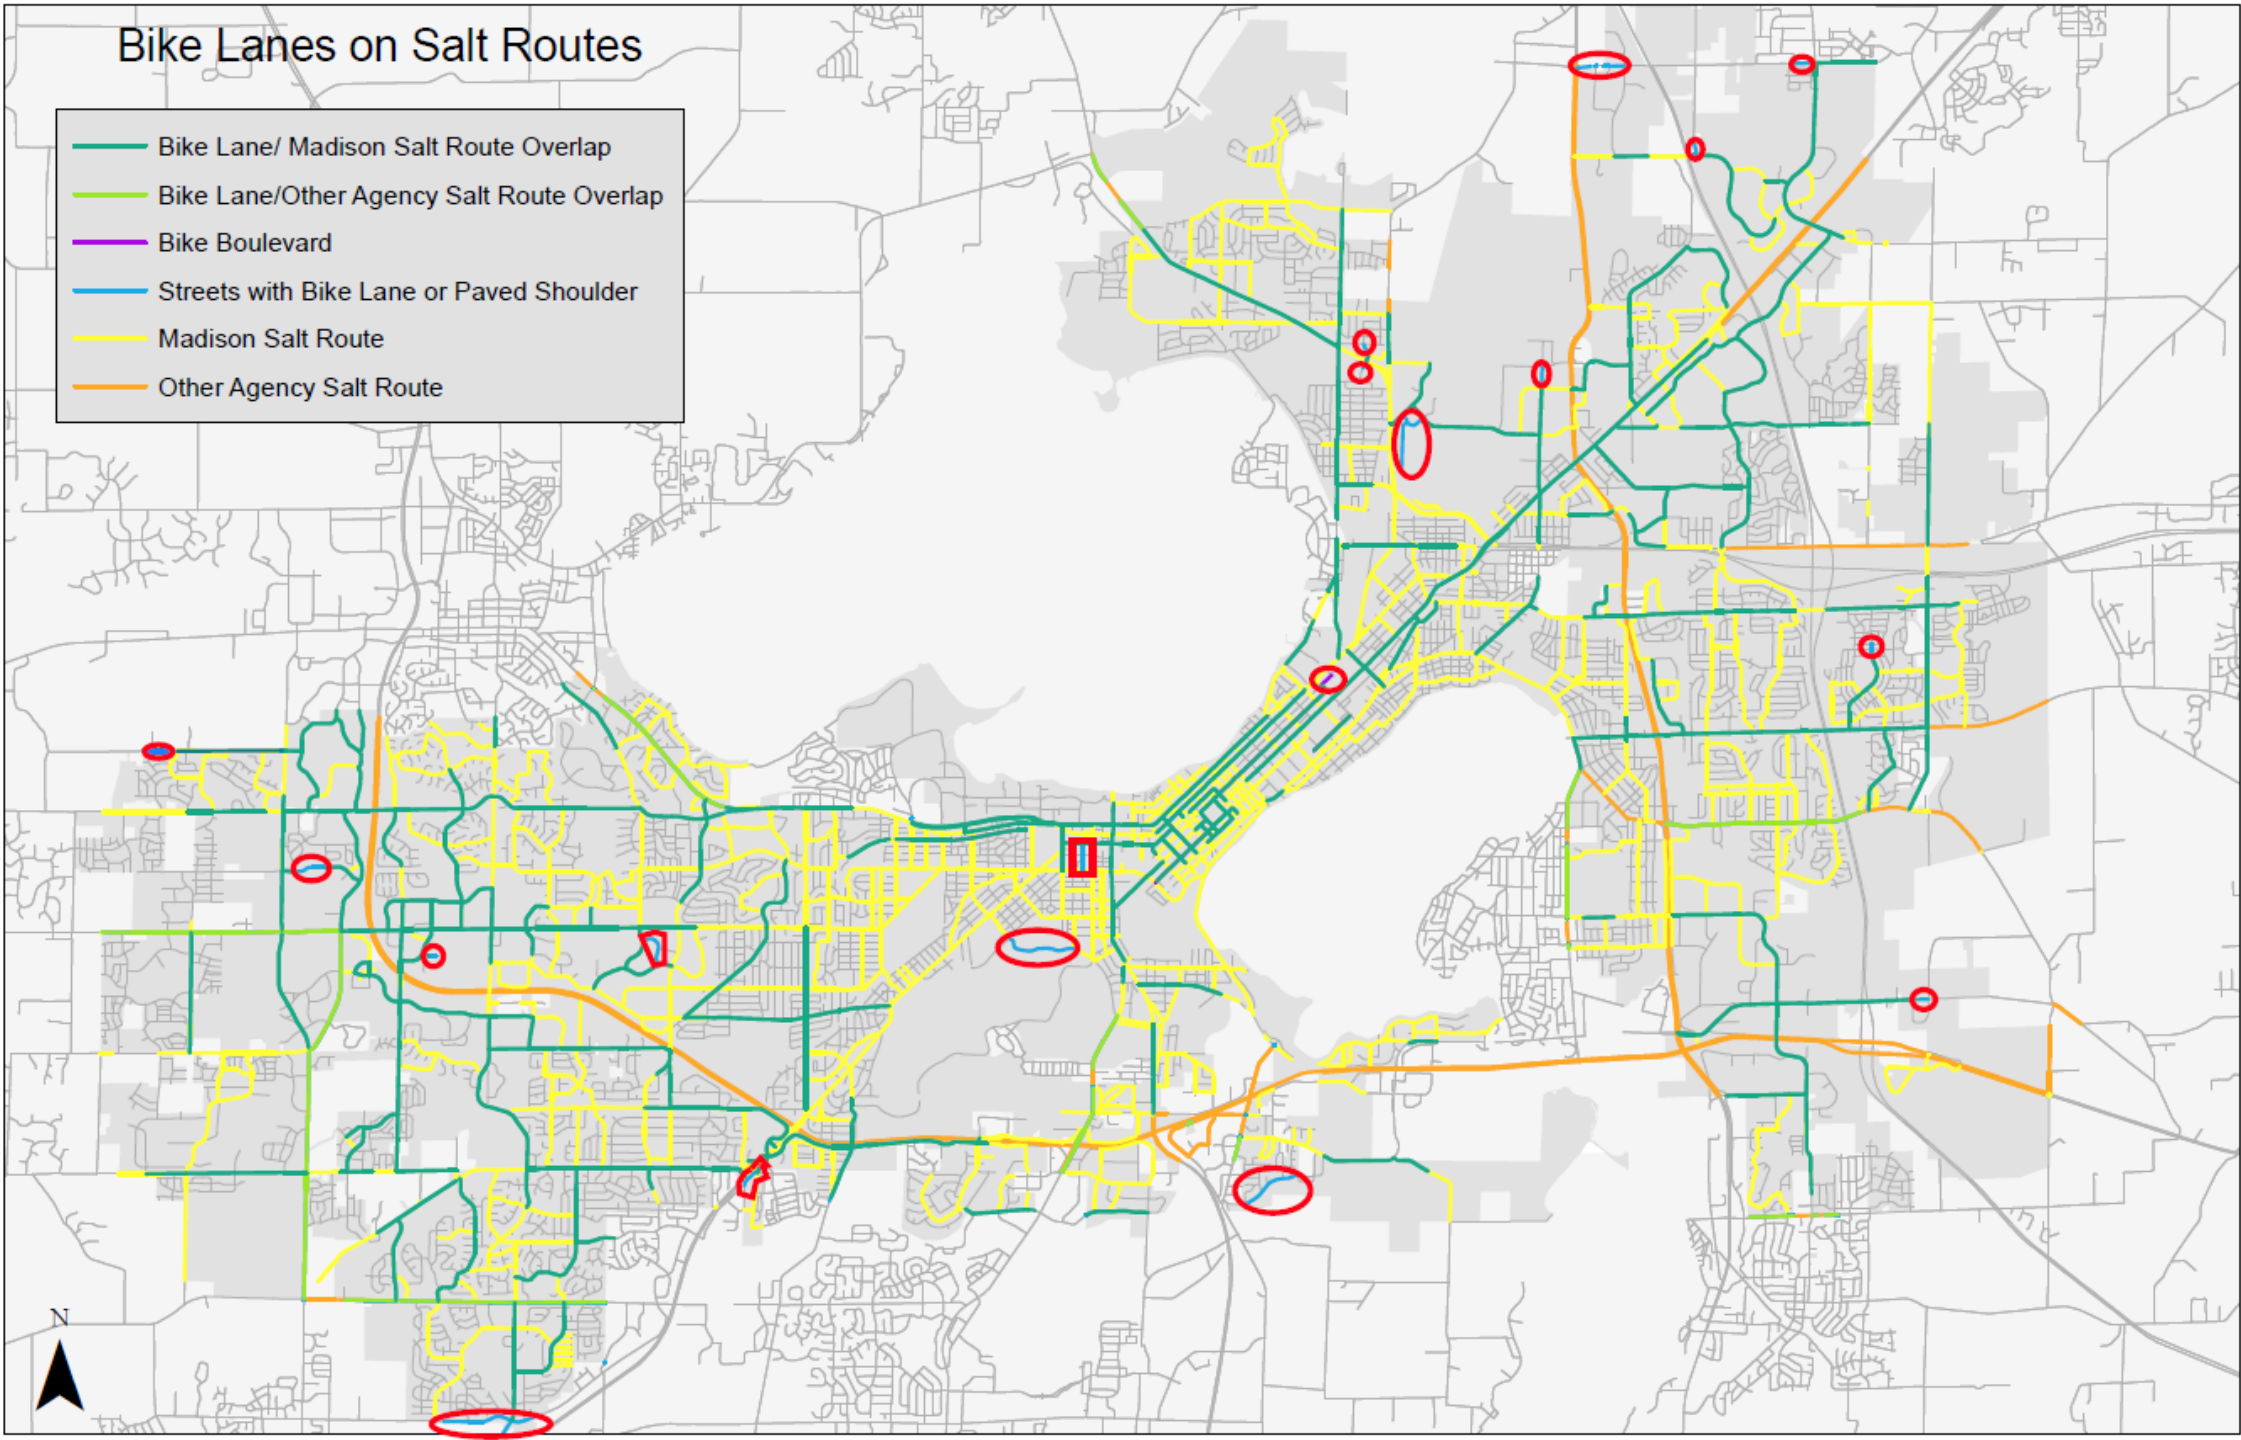 Bike Lanes on Salt Routes
Bike Lane/ Madison Salt Route Overlap
Bike Lane/Other Agency Salt Route Overlap
Bike Boulevard
Streets with Bike Lane or Paved Shoulder
Madison Salt Route
Other Agency Salt Route
N